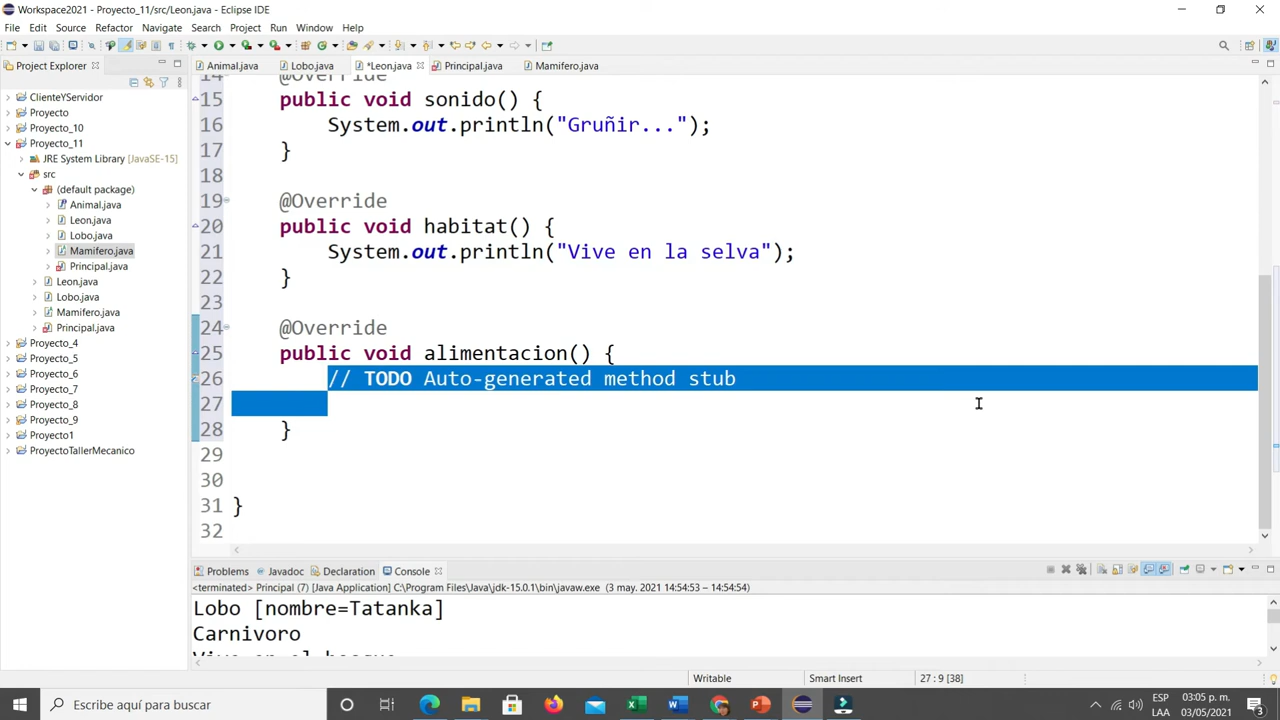 Workspace2021 - Proyecto_11/src/Leon.java - Eclipse IDE
File Edit Source Refactor Navigate Search Project Run Window Help
Project Explorer
Animal.java Lobo.java *Leon.java Principal.java Mamifero.java
ClienteYServidor
Proyecto
Proyecto_10
Proyecto_11
JRE System Library [JavaSE-15]
src
(default package)
Animal.java
Leon.java
Lobo.java
Mamifero.java
Principal.java
Leon.java
Lobo.java
Mamifero.java
Principal.java
Proyecto_4
Proyecto_5
Proyecto_6
Proyecto_7
Proyecto_8
Proyecto_9
Proyecto1
ProyectoTallerMecanico
14 @Override
15 public void sonido() {
16 System.out.println("Gruñir...");
17 }
18
19 @Override
20 public void habitat() {
21 System.out.println("Vive en la selva");
22 }
23
24 @Override
25 public void alimentacion() {
26 // TODO Auto-generated method stub
27
28 }
29
30
31 }
32
Problems Javadoc Declaration Console
<terminated> Principal (7) [Java Application] C:\Program Files\Java\jdk-15.0.1\bin\javaw.exe (3 may. 2021 14:54:53 – 14:54:54)
Lobo [nombre=Tatanka]
Carnivoro
Vive en el bosque
Writable Smart Insert 27 : 9 [38]
Escribe aquí para buscar
ESP
LAA
03:05 p. m.
03/05/2021
3